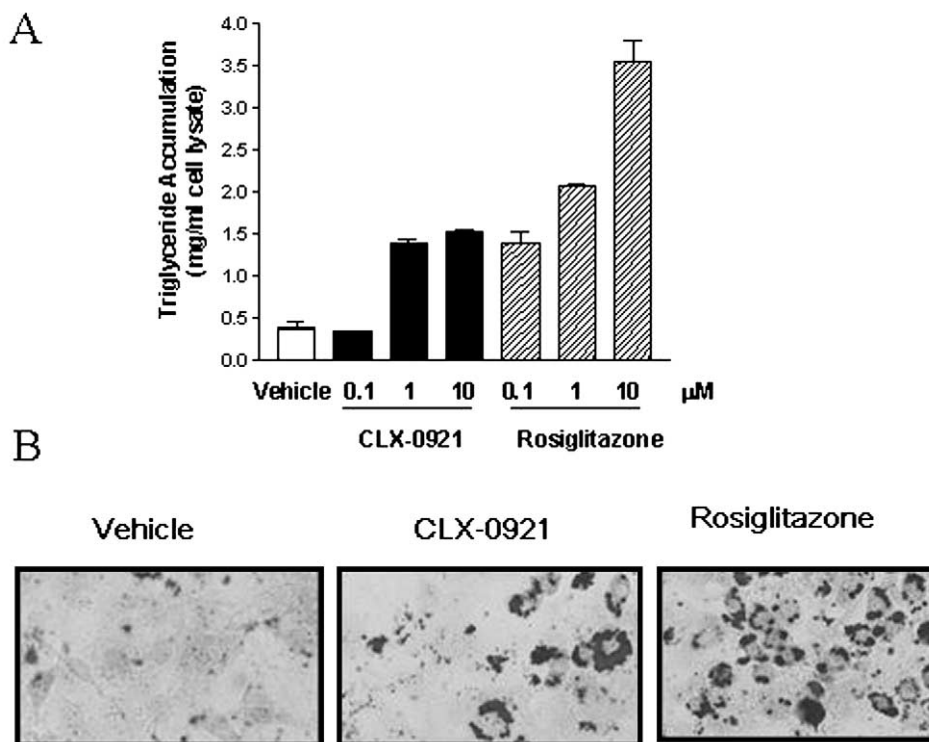 A
Triglyceride Accumulation
(mg/ml cell lysate)
4.0
3.5
3.0
2.5
2.0
1.5
1.0
0.5
0.0
Vehicle 0.1 1 10 0.1 1 10 µM
CLX-0921 Rosiglitazone
B
Vehicle CLX-0921 Rosiglitazone